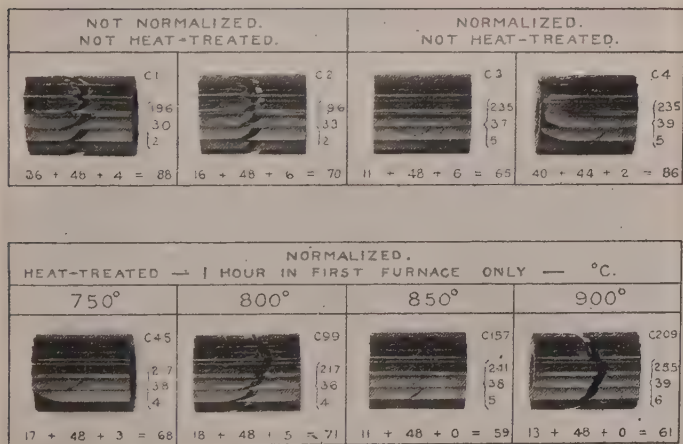 NOT NORMALIZED.
NOT HEAT-TREATED.
NORMALIZED.
NOT HEAT-TREATED.
C1
196
30
2
36 + 48 + 4 = 88
C2
33
2
16 + 48 + 6 = 70
C3
235
37
5
11 + 48 + 6 = 65
C4
235
39
5
40 + 44 + 2 = 86
NORMALIZED.
HEAT-TREATED — 1 HOUR IN FIRST FURNACE ONLY — °C.
750°
800°
850°
900°
C45
38
4
17 + 48 + 3 = 68
C99
217
36
4
18 + 48 + 5 = 71
C157
241
38
5
11 + 48 + 0 = 59
C209
255
39
6
13 + 48 + 0 = 61